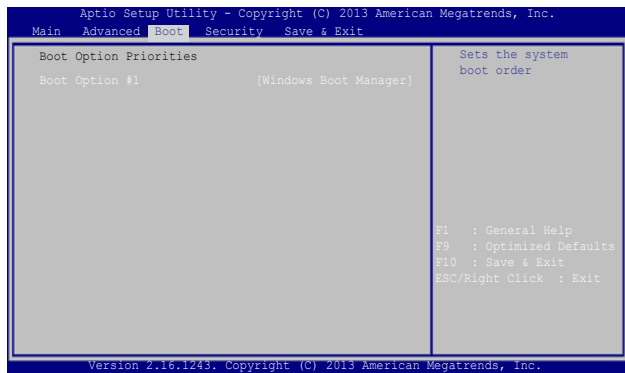 Aptio Setup Utility - Copyright (C) 2013 American Megatrends, Inc.
Main Advanced Boot Security Save & Exit
Boot Option Priorities
Boot Option #1 [Windows Boot Manager]
Sets the system
boot order
F1 : General Help
F9 : Optimized Defaults
F10 : Save & Exit
ESC/Right Click : Exit
Version 2.16.1243. Copyright (C) 2013 American Megatrends, Inc.